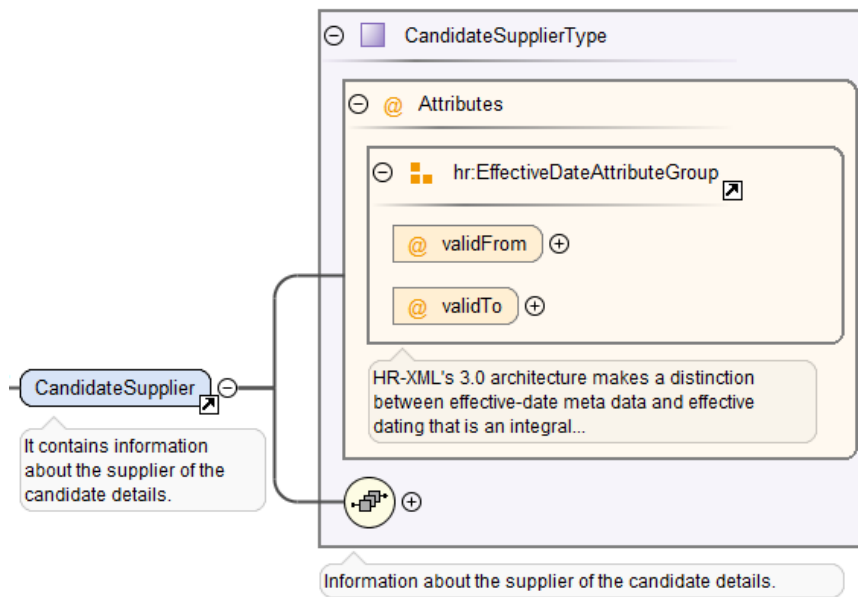 CandidateSupplierType
@ Attributes
hr:EffectiveDateAttributeGroup
@ validFrom
@ validTo
HR-XML's 3.0 architecture makes a distinction
between effective-date meta data and effective
dating that is an integral...
CandidateSupplier
It contains information
about the supplier of the
candidate details.
Information about the supplier of the candidate details.